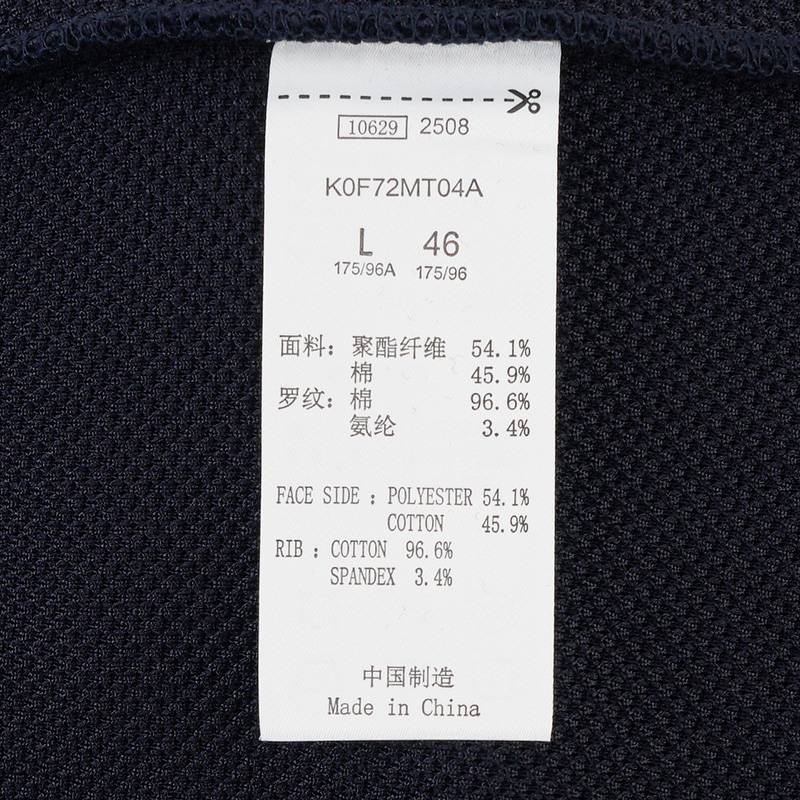 10629 2508
K0F72MT04A
L 46
175/96A 175/96
面料：聚酯纤维 54.1%
棉 45.9%
罗纹：棉 96.6%
氨纶 3.4%
FACE SIDE : POLYESTER 54.1%
COTTON 45.9%
RIB : COTTON 96.6%
SPANDEX 3.4%
中国制造
Made in China